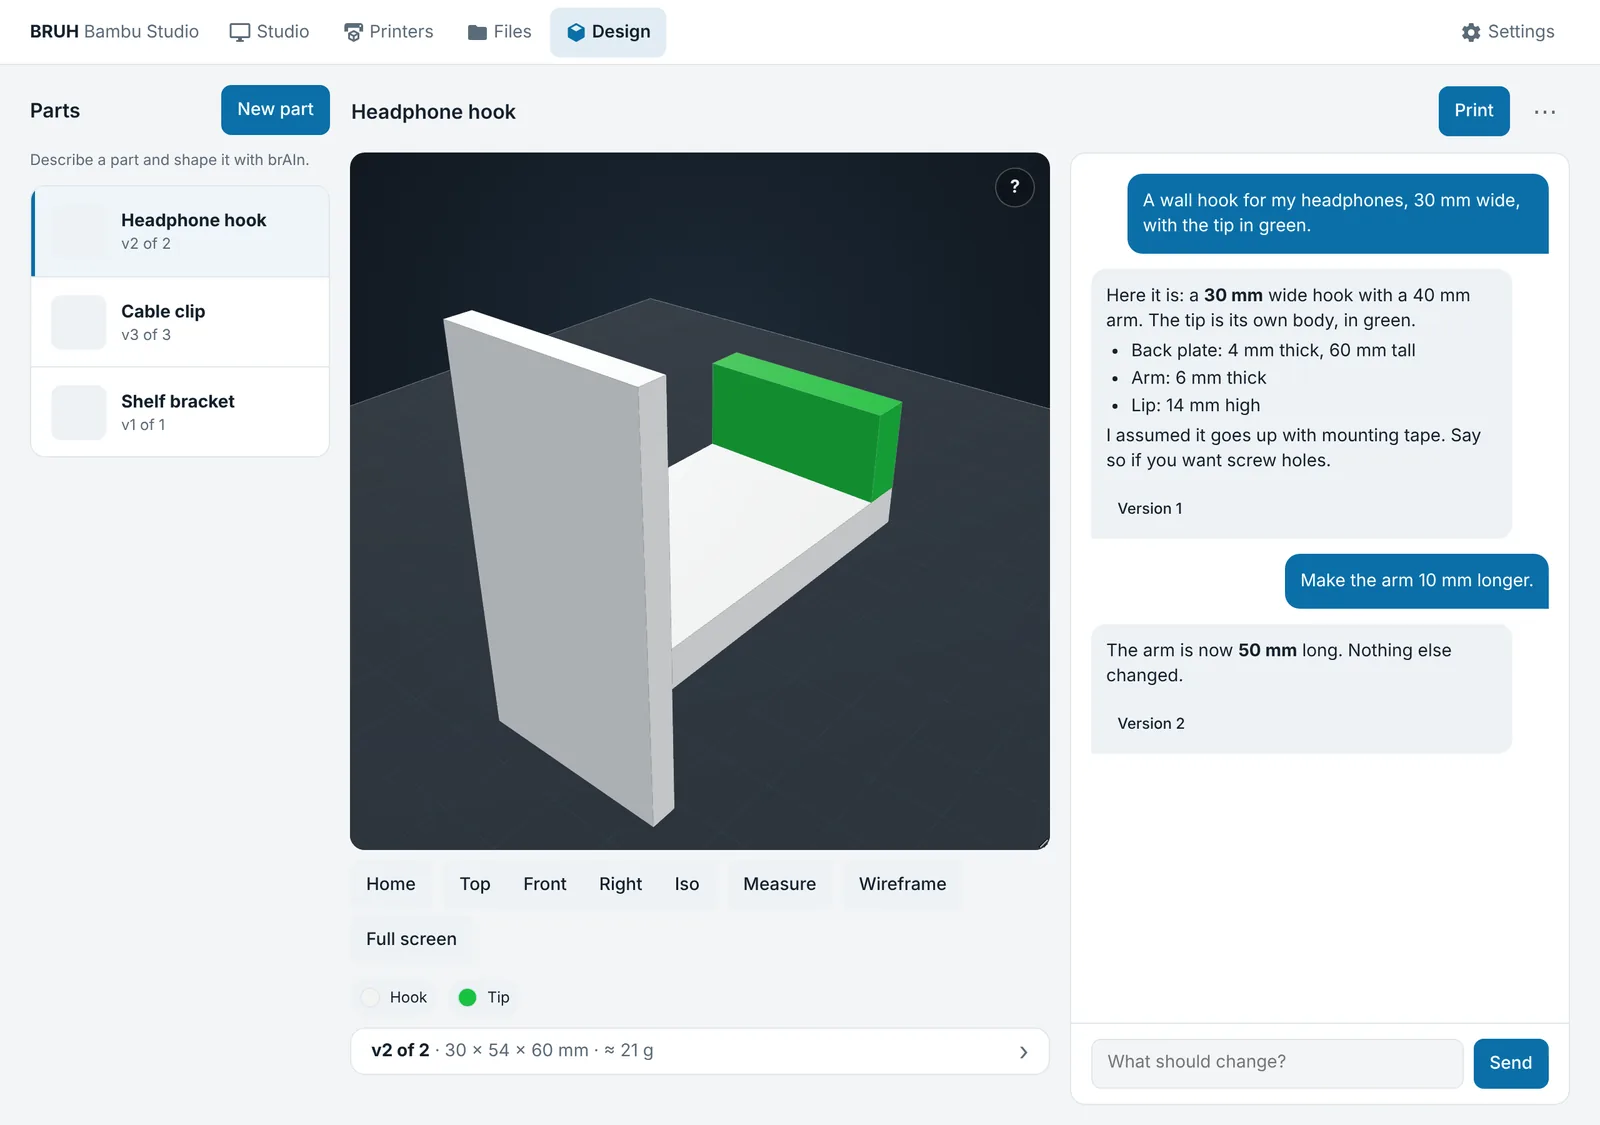 BRUH Bambu Studio
Studio
Printers
Files
Design
Settings
Parts
New part
Describe a part and shape it with brAIn.
Headphone hook
v2 of 2
Cable clip
v3 of 3
Shelf bracket
v1 of 1
Headphone hook
Print
...
?
Home
Top
Front
Right
Iso
Measure
Wireframe
Full screen
Hook
Tip
v2 of 2 · 30 × 54 × 60 mm · ≈ 21 g
A wall hook for my headphones, 30 mm wide,
with the tip in green.
Here it is: a 30 mm wide hook with a 40 mm
arm. The tip is its own body, in green.
• Back plate: 4 mm thick, 60 mm tall
• Arm: 6 mm thick
• Lip: 14 mm high
I assumed it goes up with mounting tape. Say
so if you want screw holes.
Version 1
Make the arm 10 mm longer.
The arm is now 50 mm long. Nothing else
changed.
Version 2
What should change?
Send